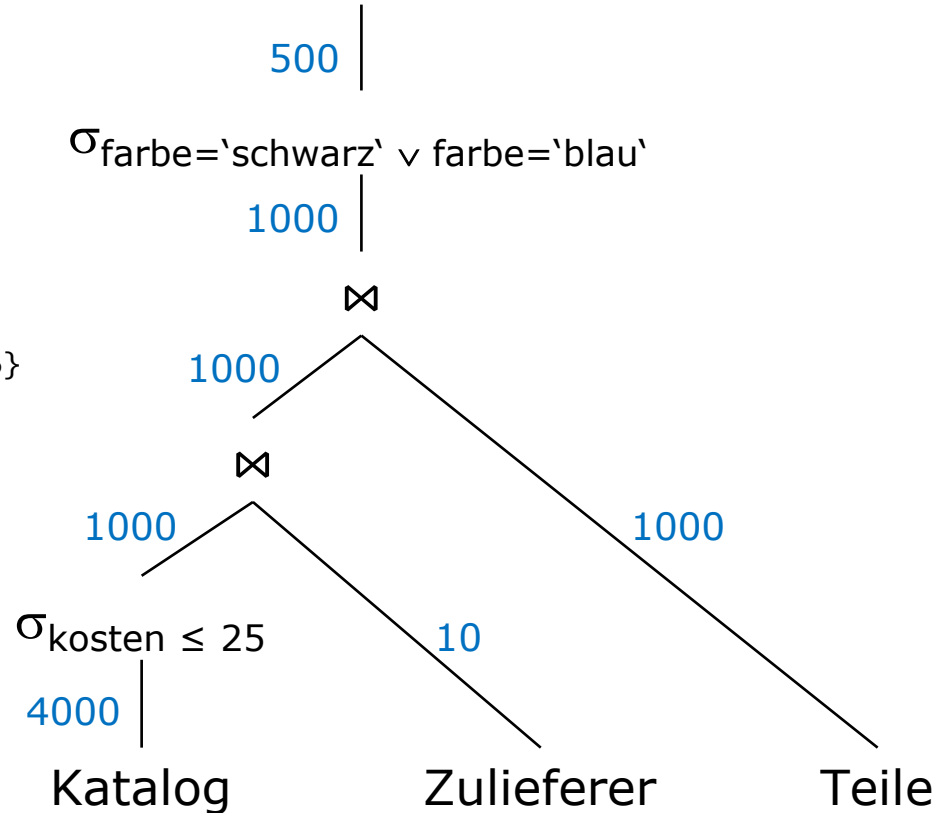 500
σfarbe=‘schwarz‘ ∨ farbe=‘blau‘
1000
⋈
}
1000
⋈
1000
1000
σkosten ≤ 25
10
4000
Katalog
Zulieferer
Teile